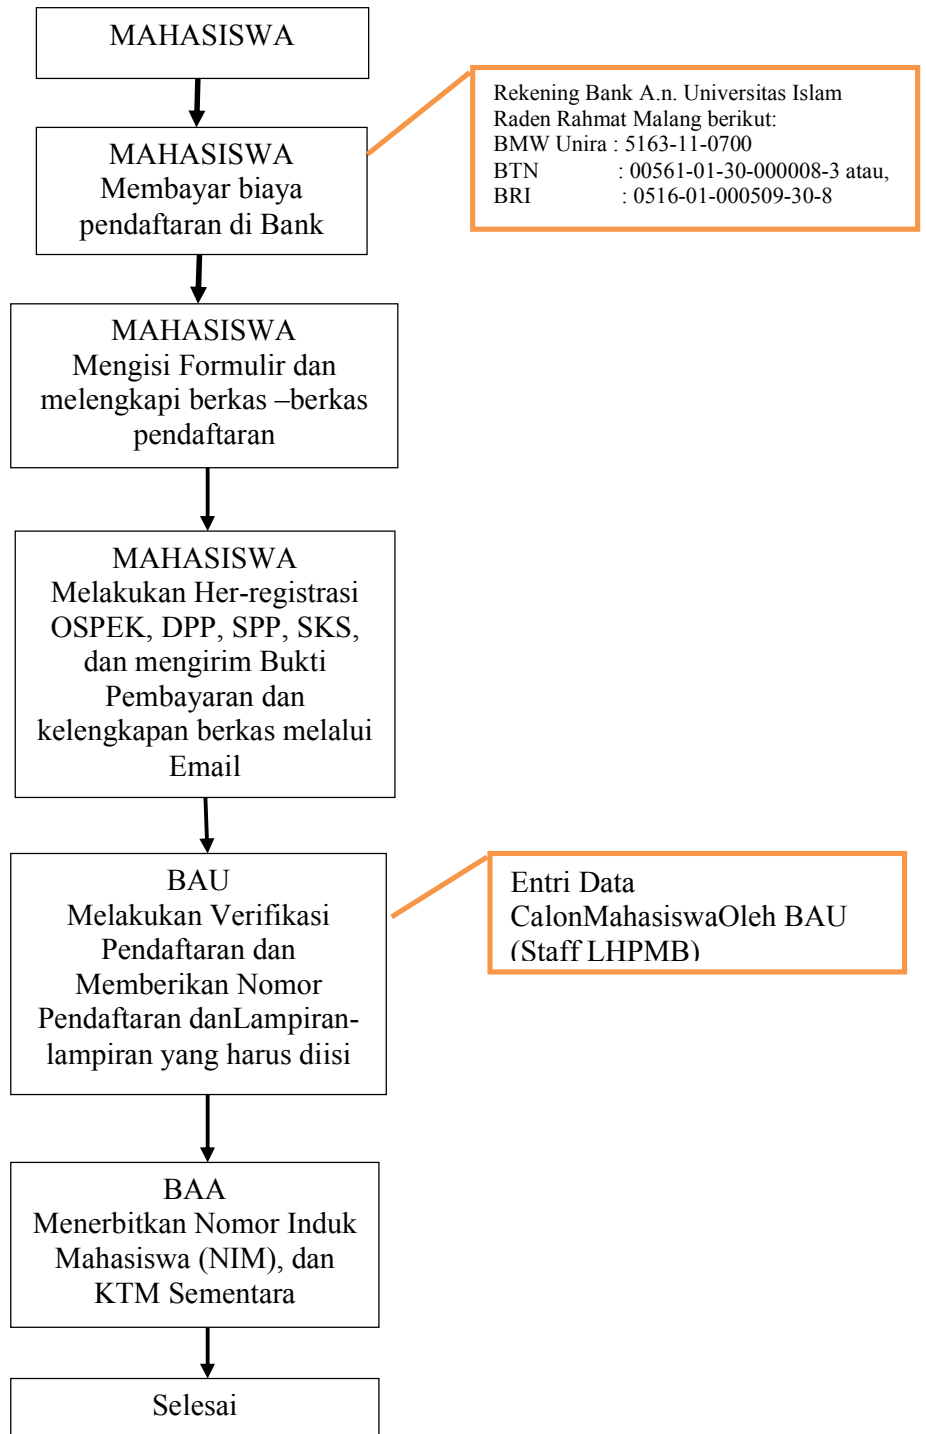 MAHASISWA
MAHASISWA
Membayar biaya
pendaftaran di Bank
Rekening Bank A.n. Universitas Islam
Raden Rahmat Malang berikut:
BMW Unira : 5163-11-0700
BTN : 00561-01-30-000008-3 atau,
BRI : 0516-01-000509-30-8
MAHASISWA
Mengisi Formulir dan
melengkapi berkas –berkas
pendaftaran
MAHASISWA
Melakukan Her-registrasi
OSPEK, DPP, SPP, SKS,
dan mengirim Bukti
Pembayaran dan
kelengkapan berkas melalui
Email
BAU
Melakukan Verifikasi
Pendaftaran dan
Memberikan Nomor
Pendaftaran danLampiran-
lampiran yang harus diisi
Entri Data
CalonMahasiswaOleh BAU
(Staff LHPMB)
BAA
Menerbitkan Nomor Induk
Mahasiswa (NIM), dan
KTM Sementara
Selesai